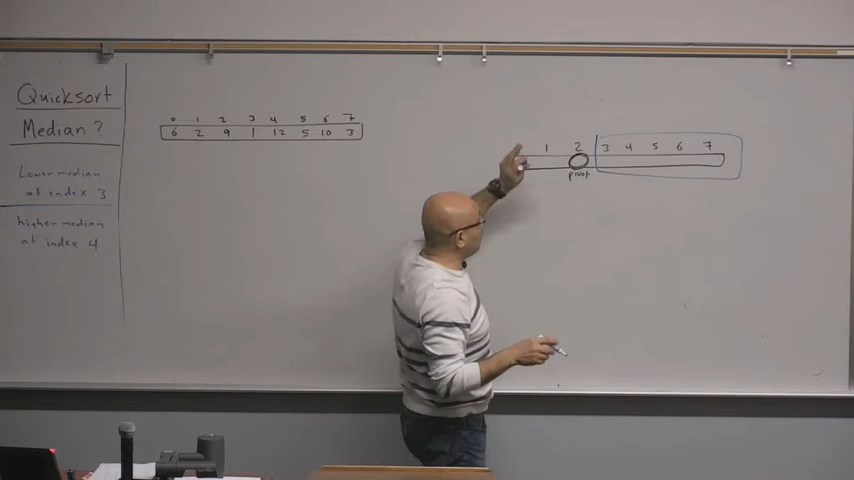 Quicksort
Median?
Lower median
at index 3
higher median
at index 4
0 1 2 3 4 5 6 7
6 2 9 1 12 5 10 3
1 2 3 4 5 6 7
pivot